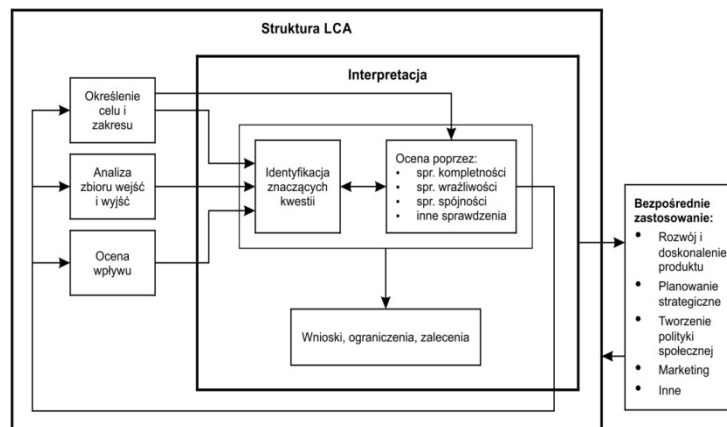 Struktura LCA
Interpretacja
Określenie
celu i
zakresu
Analiza
zbioru wejść
i wyjść
Ocena
wpływu
Identyfikacja
znaczących
kwestii
Ocena poprzez:
• spr. kompletności
• spr. wrażliwości
• spr. spójności
• inne sprawdzenia
Wnioski, ograniczenia, zalecenia
Bezpośrednie
zastosowanie:
• Rozwój i
doskonalenie
produktu
• Planowanie
strategiczne
• Tworzenie
polityki
społecznej
• Marketing
• Inne